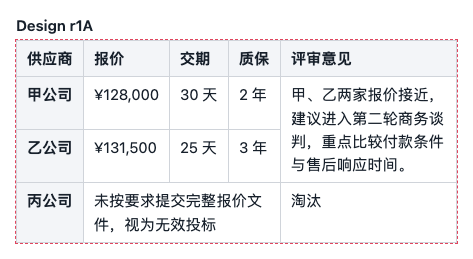 Design r1A
供应商 报价 交期 质保 评审意见
甲公司 ¥128,000 30 天 2 年
乙公司 ¥131,500 25 天 3 年
甲、乙两家报价接近，
建议进入第二轮商务谈
判，重点比较付款条件
与售后响应时间。
丙公司
未按要求提交完整报价文
件，视为无效投标
淘汰